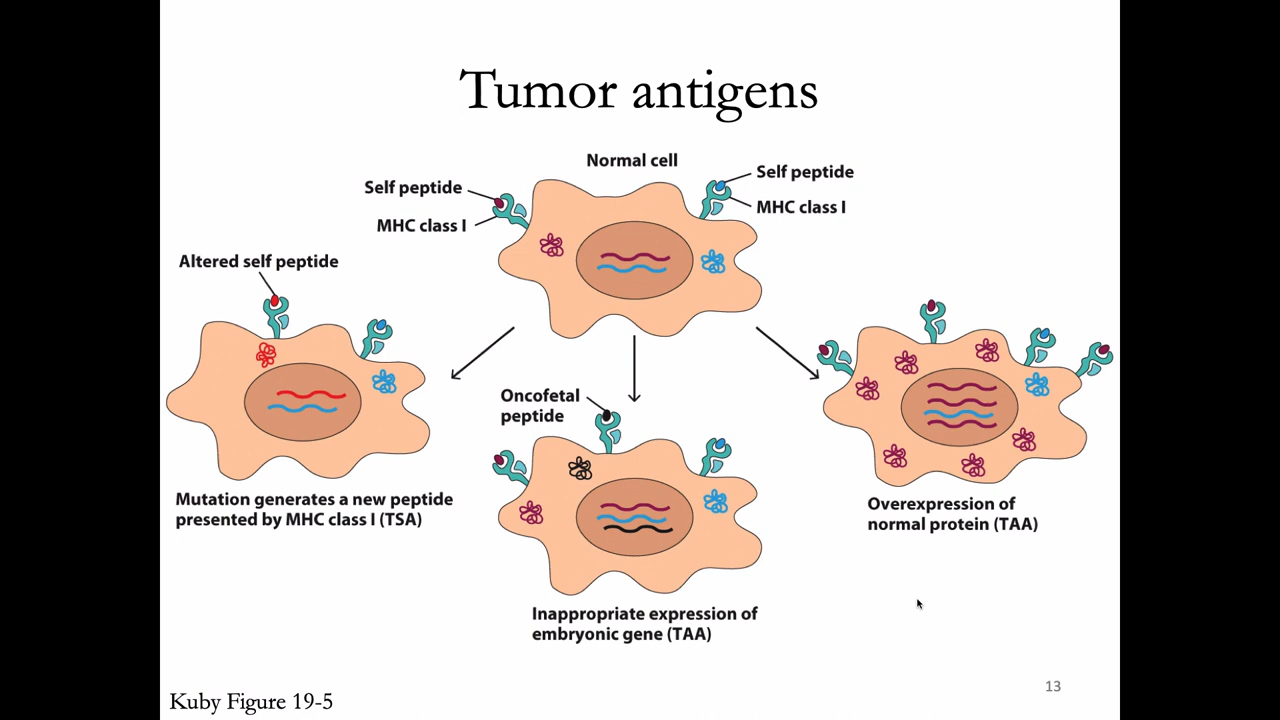 Tumor antigens
Normal cell
Self peptide
MHC class I
Self peptide
MHC class I
Altered self peptide
Mutation generates a new peptide
presented by MHC class I (TSA)
Oncofetal
peptide
Inappropriate expression of
embryonic gene (TAA)
Overexpression of
normal protein (TAA)
Kuby Figure 19-5
13